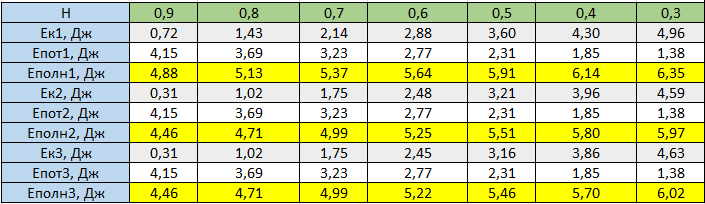 H 0,9 0,8 0,7 0,6 0,5 0,4 0,3
Ек1, Дж 0,72 1,43 2,14 2,88 3,60 4,30 4,96
Епот1, Дж 4,15 3,69 3,23 2,77 2,31 1,85 1,38
Еполн1, Дж 4,88 5,13 5,37 5,64 5,91 6,14 6,35
Ек2, Дж 0,31 1,02 1,75 2,48 3,21 3,96 4,59
Епот2, Дж 4,15 3,69 3,23 2,77 2,31 1,85 1,38
Еполн2, Дж 4,46 4,71 4,99 5,25 5,51 5,80 5,97
Ек3, Дж 0,31 1,02 1,75 2,45 3,16 3,86 4,63
Епот3, Дж 4,15 3,69 3,23 2,77 2,31 1,85 1,38
Еполн3, Дж 4,46 4,71 4,99 5,22 5,46 5,70 6,02